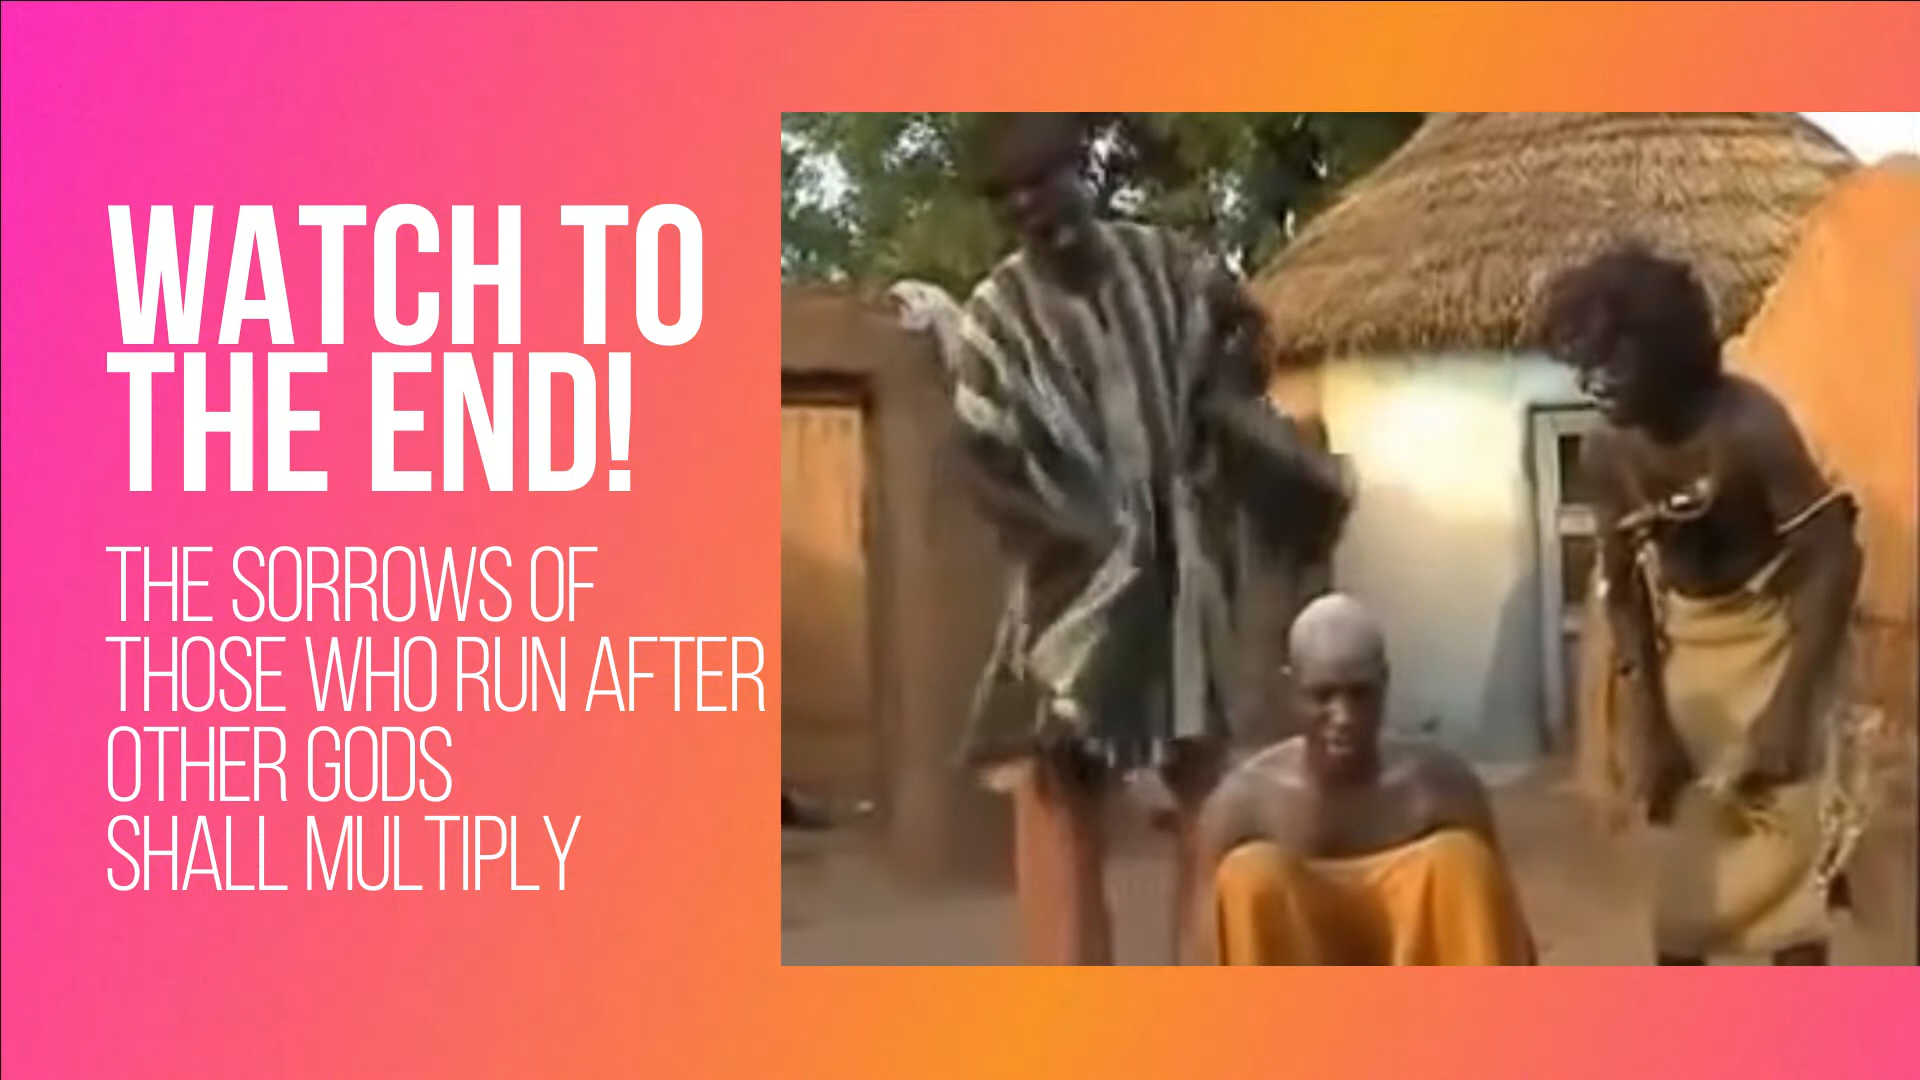 WATCH TO
THE END!
THE SORROWS OF
THOSE WHO RUN AFTER
OTHER GODS
SHALL MULTIPLY